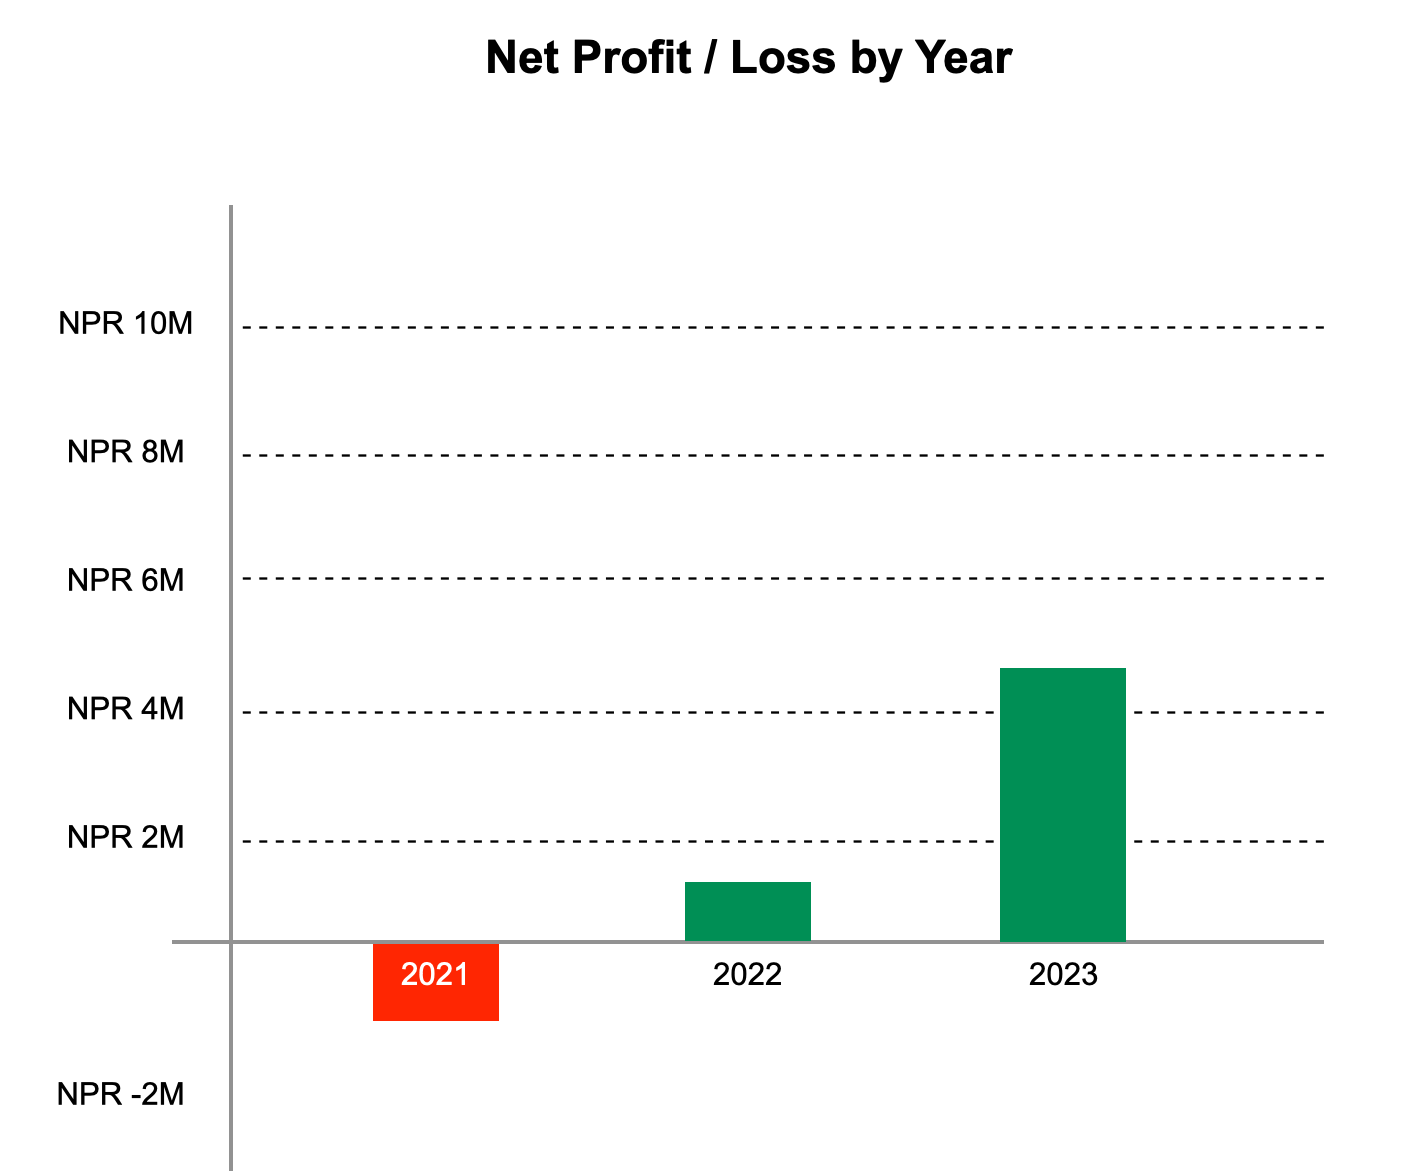 Net Profit / Loss by Year
NPR 10M
NPR 8M
NPR 6M
NPR 4M
NPR 2M
2021
2022
2023
NPR -2M